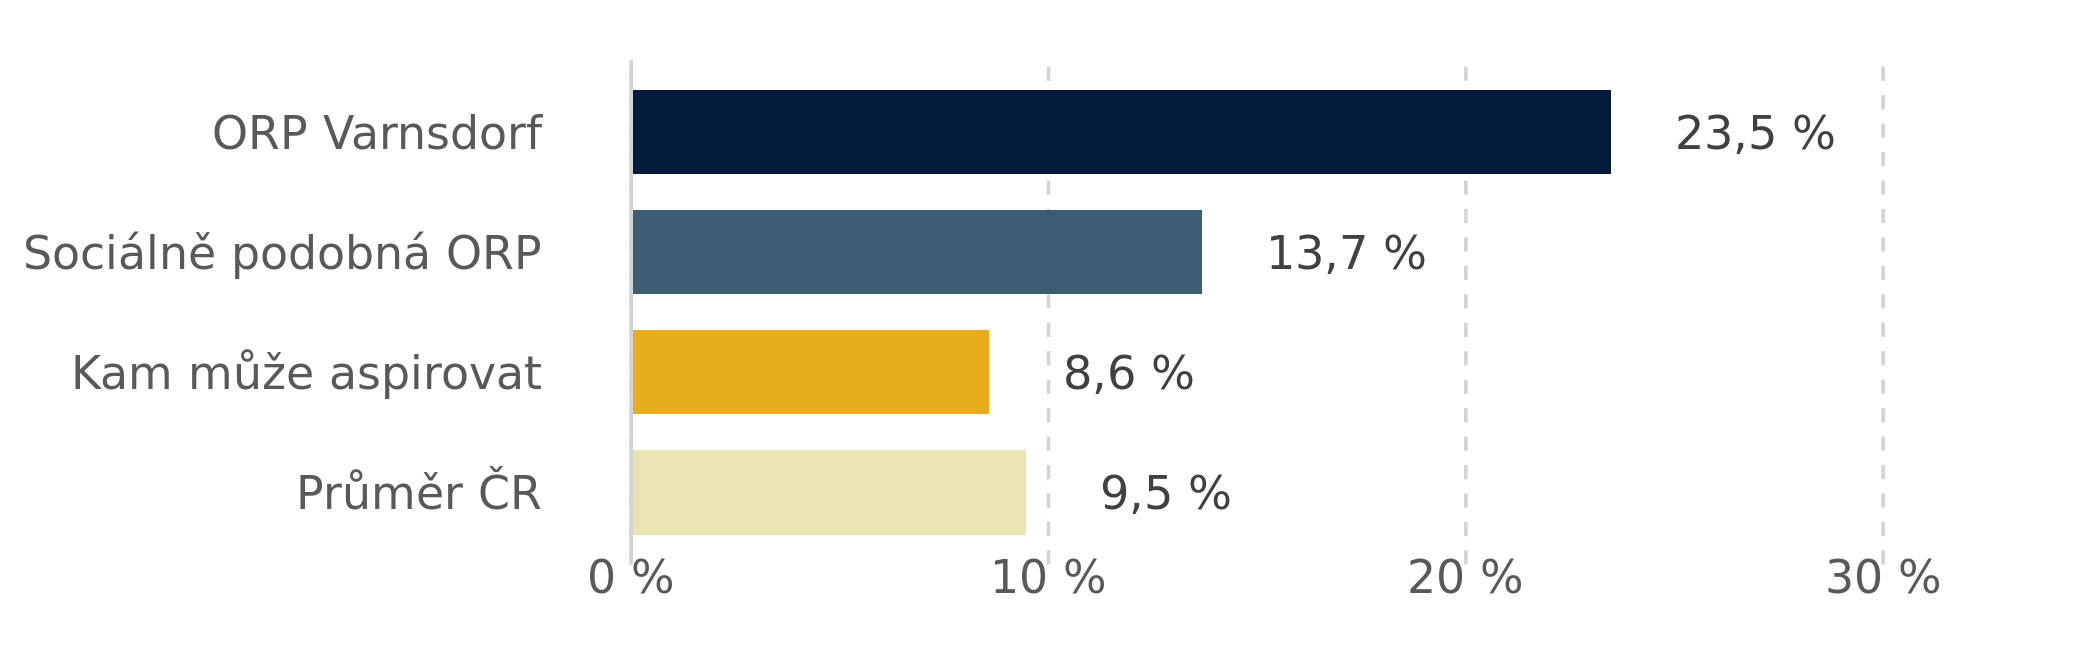 ORP Varnsdorf 23,5 %
Sociálně podobná ORP 13,7 %
Kam může aspirovat 8,6 %
Průměr ČR 9,5 %
0 % 10 % 20 % 30 %